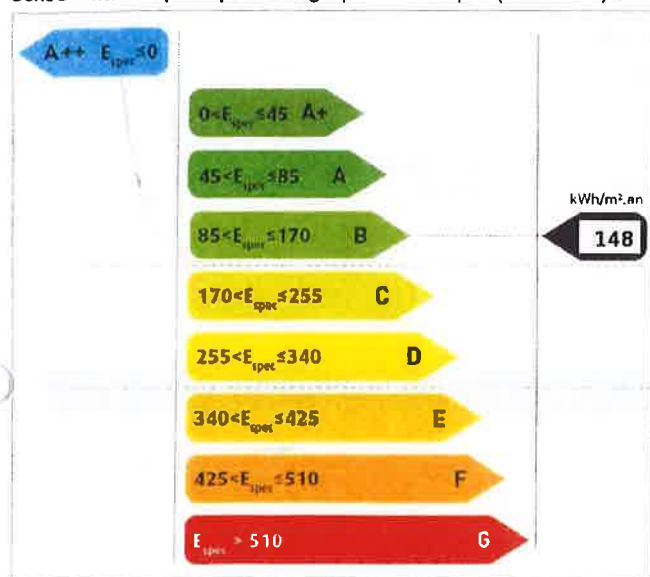 A++ Espec ≤0
0<Espec ≤45 A+
45<Espec ≤85 A
kWh/m².an
85<Espec ≤170 B
148
170<Espec ≤255 C
255<Espec ≤340 D
340<Espec ≤425 E
425<Espec ≤510 F
Espec > 510 G